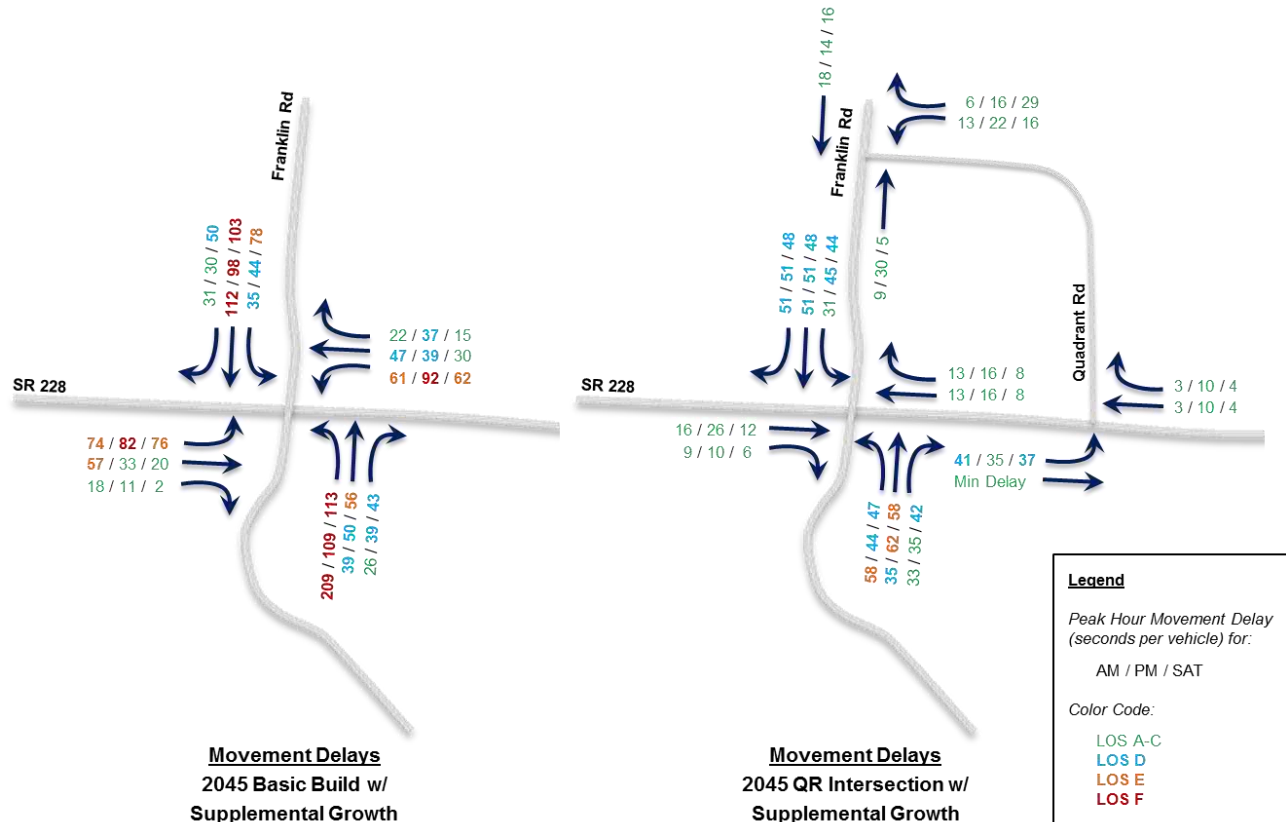 Franklin Rd
31 / 30 / 50
112 / 98 / 103
35 / 44 / 78
22 / 37 / 15
47 / 39 / 30
61 / 92 / 62
SR 228
74 / 82 / 76
57 / 33 / 20
18 / 11 / 2
209 / 109 / 113
39 / 50 / 56
26 / 39 / 43
Movement Delays
2045 Basic Build w/
Supplemental Growth
18 / 14 / 16
Franklin Rd
6 / 16 / 29
13 / 22 / 16
9 / 30 / 5
51 / 51 / 48
51 / 51 / 48
31 / 45 / 44
Quadrant Rd
SR 228
13 / 16 / 8
13 / 16 / 8
3 / 10 / 4
3 / 10 / 4
16 / 26 / 12
9 / 10 / 6
41 / 35 / 37
Min Delay
58 / 44 / 47
35 / 62 / 58
33 / 35 / 42
Movement Delays
2045 QR Intersection w/
Supplemental Growth
Legend
Peak Hour Movement Delay
(seconds per vehicle) for:
AM / PM / SAT
Color Code:
LOS A-C
LOS D
LOS E
LOS F